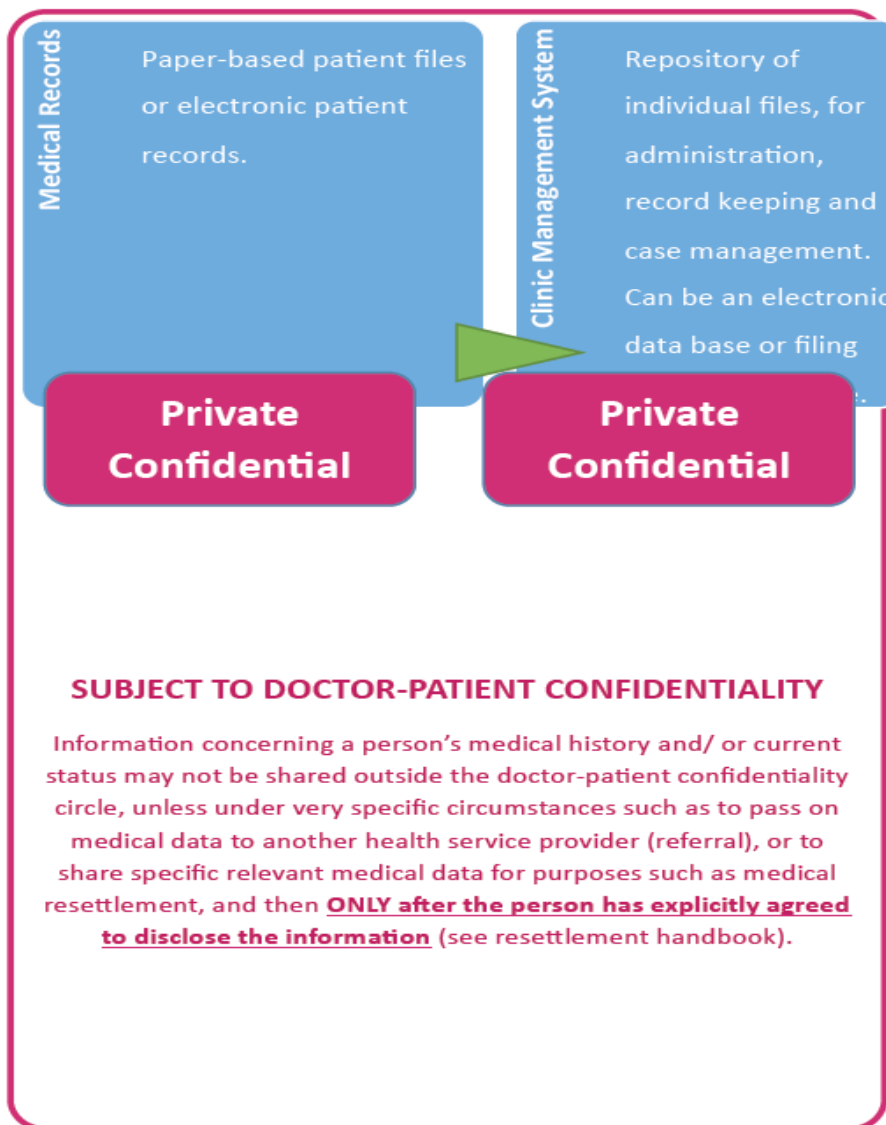 Medical Records
Paper-based patient files
or electronic patient
records.
Private
Confidential
Clinic Management System
Repository of
individual files, for
administration,
record keeping and
case management.
Can be an electronic
data base or filing
Private
Confidential
SUBJECT TO DOCTOR-PATIENT CONFIDENTIALITY
Information concerning a person’s medical history and/ or current
status may not be shared outside the doctor-patient confidentiality
circle, unless under very specific circumstances such as to pass on
medical data to another health service provider (referral), or to
share specific relevant medical data for purposes such as medical
resettlement, and then ONLY after the person has explicitly agreed
to disclose the information (see resettlement handbook).